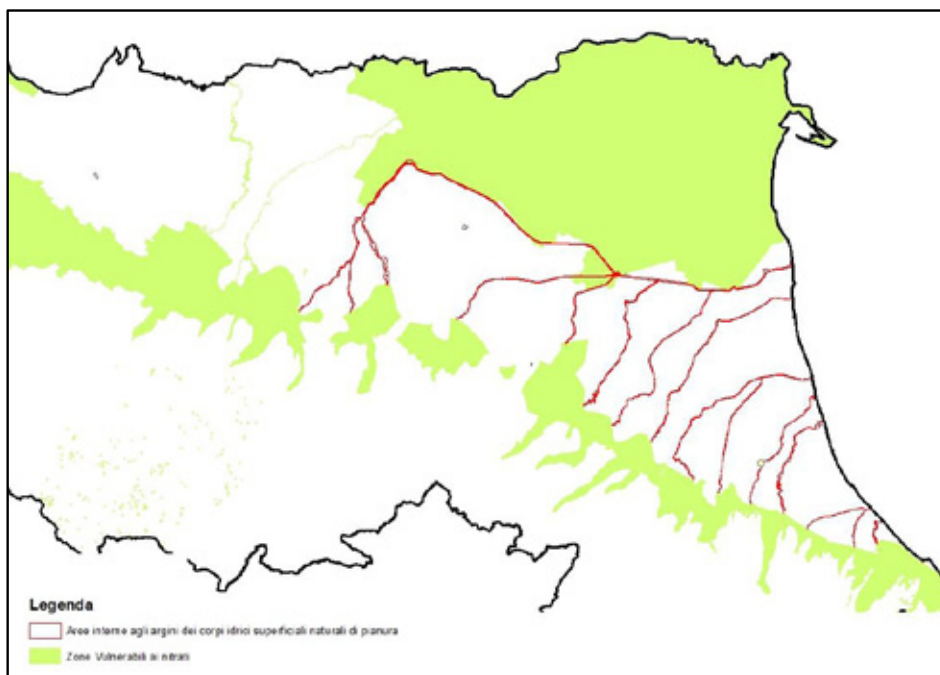 Legenda
Aree interne agli argini dei corpi idrici superficiali naturali di pianura
Zone Vulnerabili ai nitrati